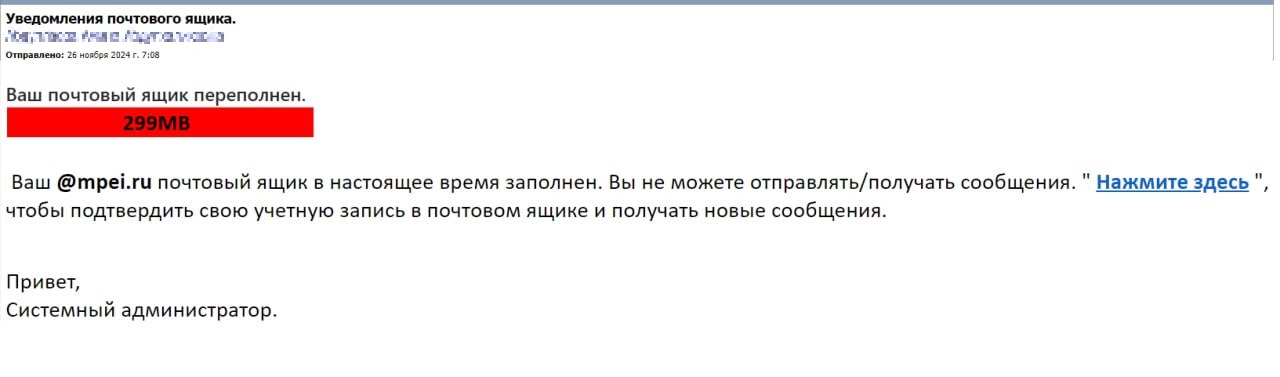 Уведомления почтового ящика.
Отправлено: 26 ноября 2024 г. 7:08
Ваш почтовый ящик переполнен.
299MB
Ваш @mpei.ru почтовый ящик в настоящее время заполнен. Вы не можете отправлять/получать сообщения. " Нажмите здесь ",
чтобы подтвердить свою учетную запись в почтовом ящике и получать новые сообщения.
Привет,
Системный администратор.